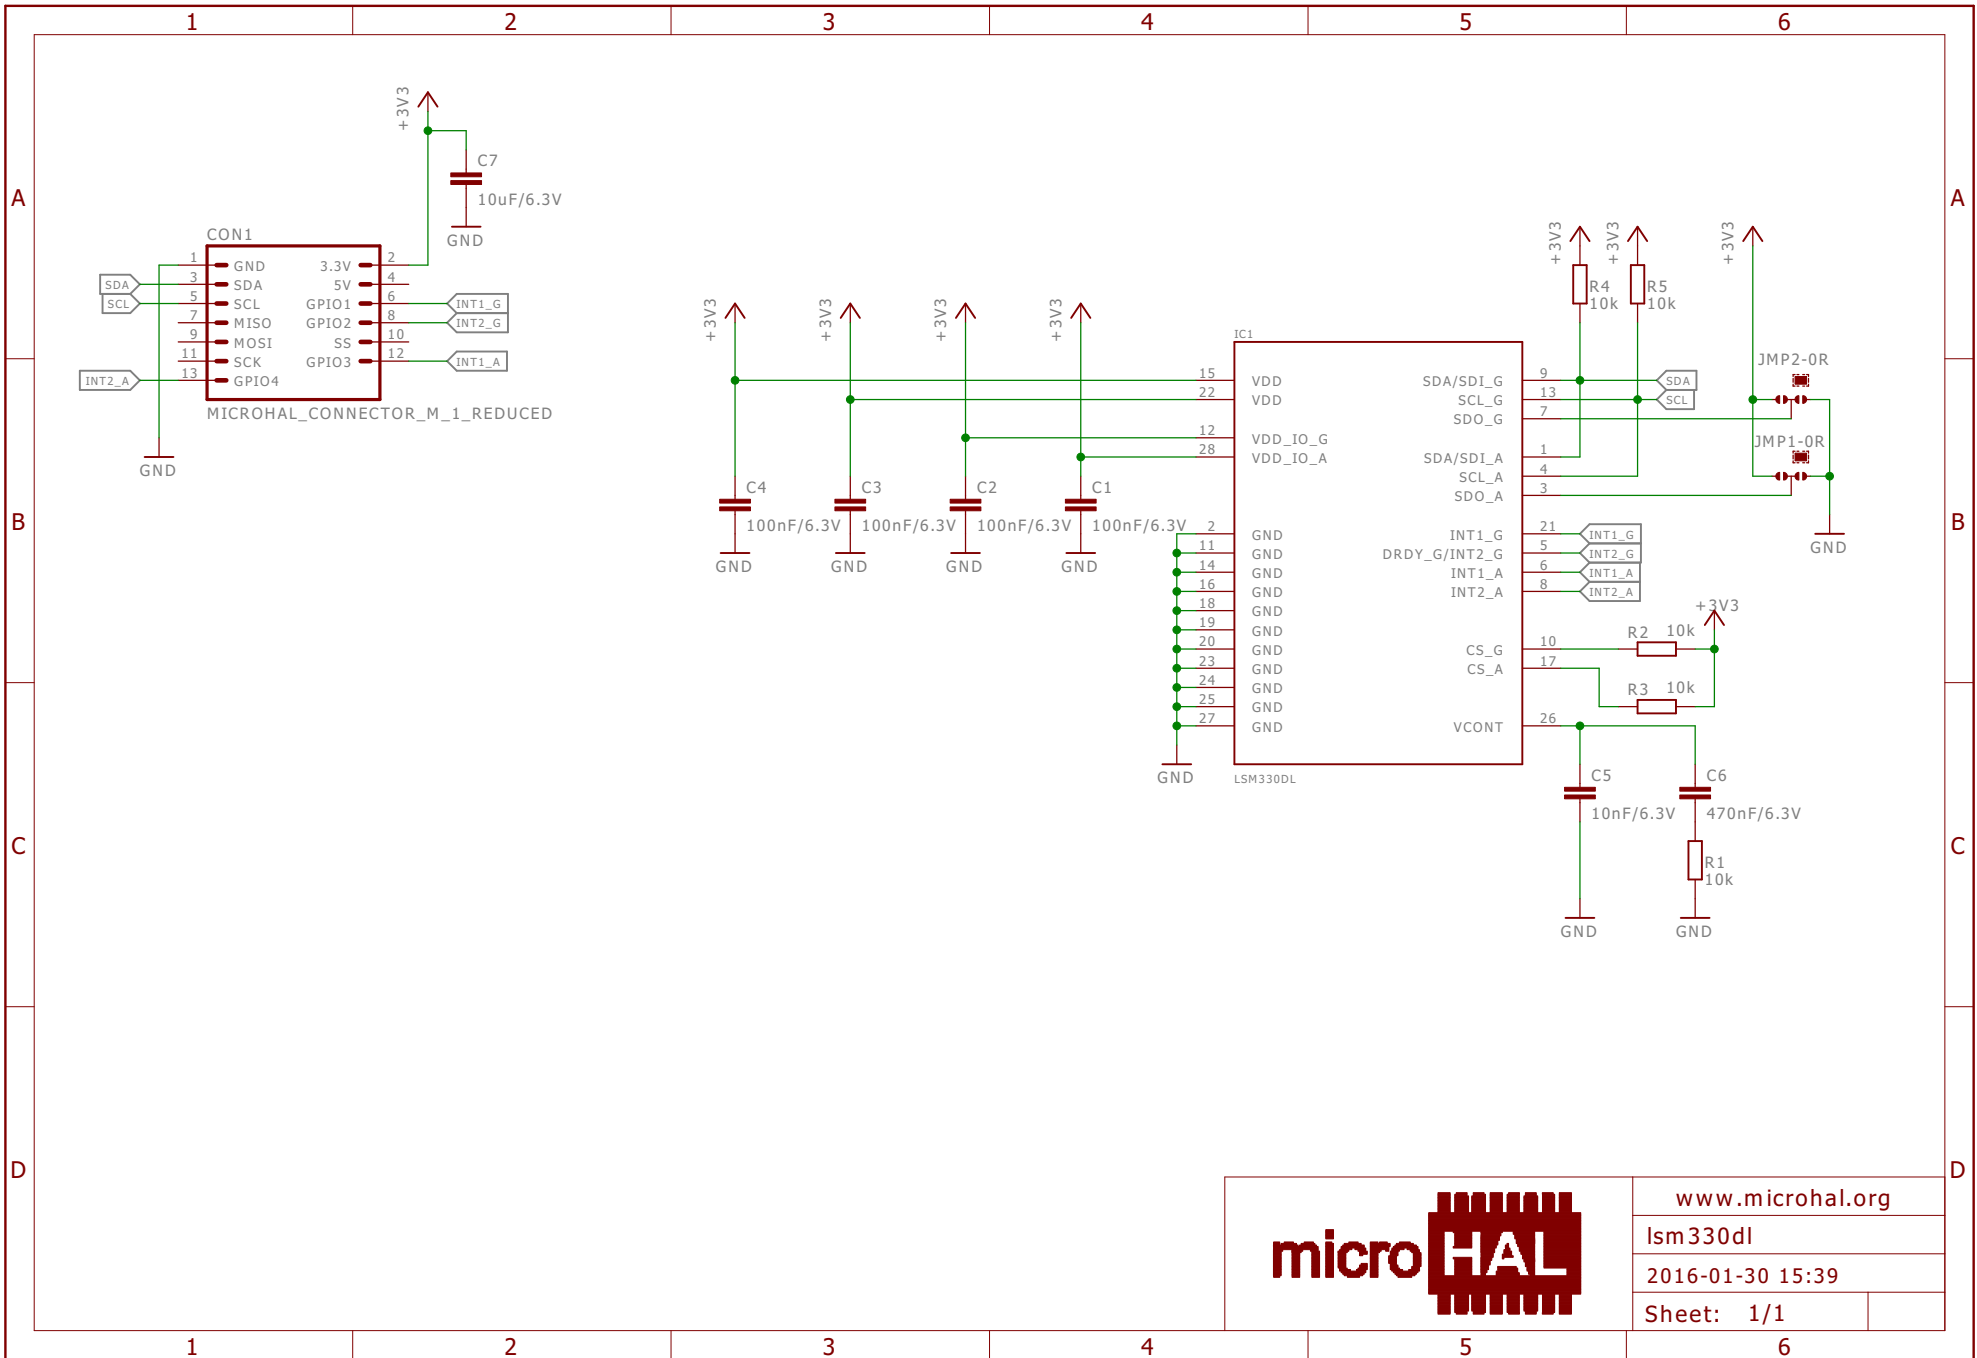 1 2 3 4 5 6
A A
B B
C C
D D
1 2 3 4 5 6
+3V3
C7
10uF/6.3V
GND
CON1
1 GND 3.3V 2
SDA 3 SDA 5V 4
SCL 5 SCL GPIO1 6 INT1_G
7 MISO GPIO2 8 INT2_G
9 MOSI SS 10
11 SCK GPIO3 12 INT1_A
INT2_A 13 GPIO4
MICROHAL_CONNECTOR_M_1_REDUCED
GND
+3V3 +3V3 +3V3 +3V3
C4 C3 C2 C1
100nF/6.3V 100nF/6.3V 100nF/6.3V 100nF/6.3V
GND GND GND GND
+3V3 +3V3 +3V3
R4 R5
10k 10k
IC1
15 VDD SDA/SDI_G 9 SDA
22 VDD SCL_G 13 SCL
SDO_G 7
12 VDD_IO_G
28 VDD_IO_A SDA/SDI_A 1
SCL_A 4
SDO_A 3
2 GND INT1_G 21 INT1_G
11 GND DRDY_G/INT2_G 5 INT2_G
14 GND INT1_A 6 INT1_A
16 GND INT2_A 8 INT2_A
18 GND
19 GND
20 GND CS_G 10
23 GND CS_A 17
24 GND
25 GND
27 GND VCONT 26
GND
LSM330DL
JMP2-0R
JMP1-0R
GND
+3V3
R2 10k
R3 10k
C5 C6
10nF/6.3V 470nF/6.3V
R1
10k
GND GND
micro HAL
www.microhal.org
lsm330dl
2016-01-30 15:39
Sheet: 1/1